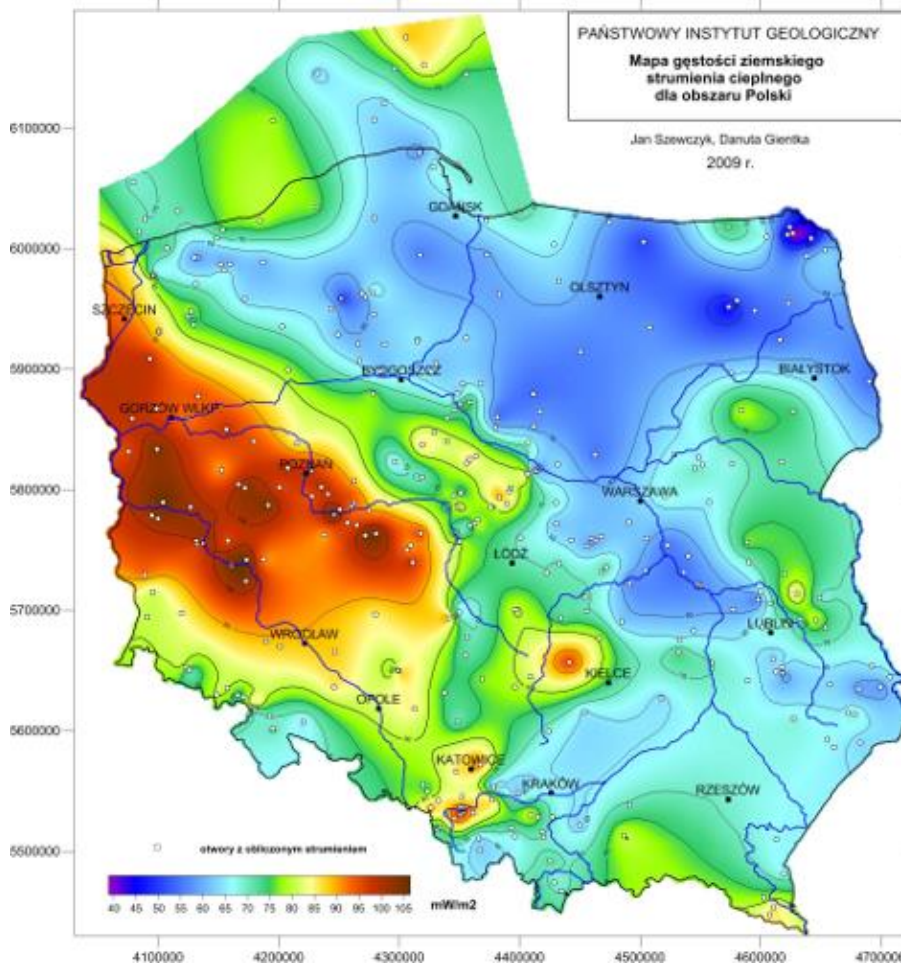 PAŃSTWOWY INSTYTUT GEOLOGICZNY
Mapa gęstości ziemskiego
strumienia cieplnego
dla obszaru Polski
Jan Szewczyk, Danuta Gientka
2009 r.
6100000
GDAŃSK
6000000
OLSZTYN
SZCZECIN
5900000
BYDGOSZCZ
BIAŁYSTOK
GORZÓW WLKP
POZNAŃ
5800000
WARSZAWA
ŁÓDŹ
5700000
WROCŁAW
LUBLIN
KIELCE
OPOLE
5600000
KATOWICE
KRAKÓW
RZESZÓW
5500000
otwory z obliczonym strumieniem
40 45 50 55 60 65 70 75 80 85 90 95 100 105
mW/m2
4100000 4200000 4300000 4400000 4500000 4600000 4700000